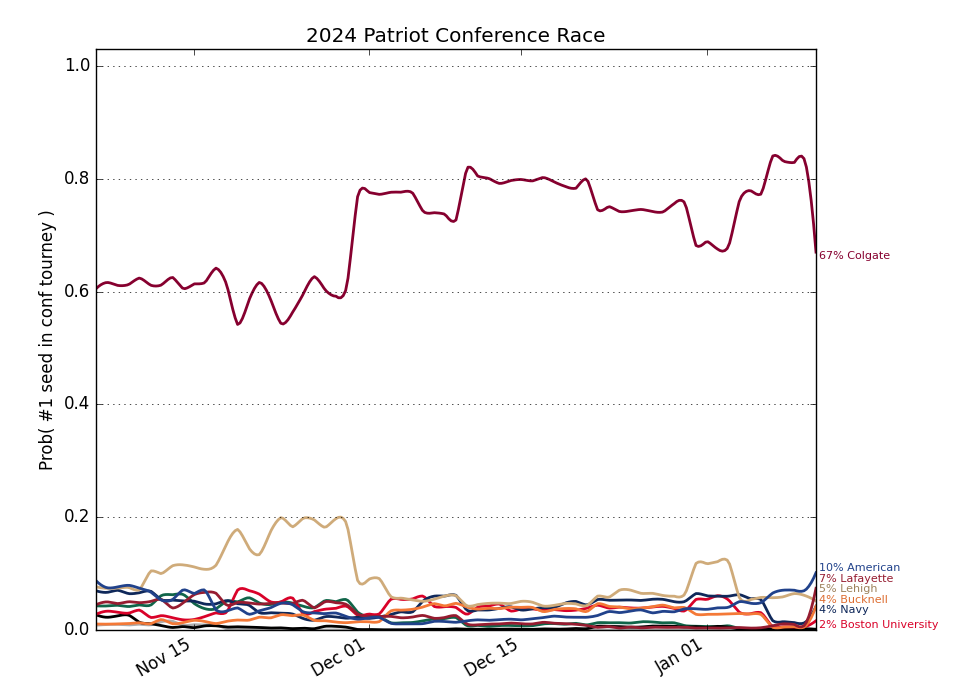 2024 Patriot Conference Race
Prob( #1 seed in conf tourney )
1.0
0.8
0.6
0.4
0.2
0.0
Nov 15
Dec 01
Dec 15
Jan 01
67% Colgate
10% American
7% Lafayette
5% Lehigh
4% Bucknell
4% Navy
2% Boston University